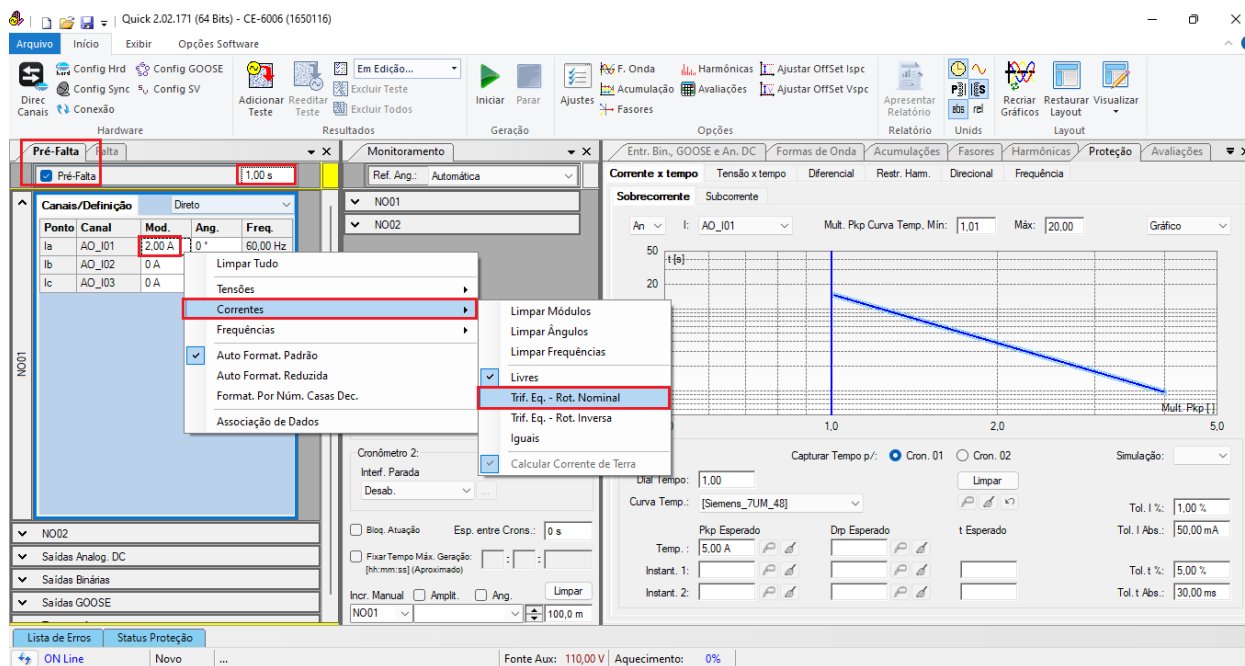 Quick 2.02.171 (64 Bits) - CE-6006 (1650116)
Arquivo Início Exibir Opções Software
Direc Canais
Config Hrd Config GOOSE
Config Sync Config SV
Conexão
Hardware
Adicionar Teste
Reeditar Teste
Em Edição...
Excluir Teste
Excluir Todos
Resultados
Iniciar Parar
Geração
Ajustes
F. Onda Harmônicas Ajustar OffSet Ispc
Acumulação Avaliações Ajustar OffSet Vspc
Fasores
Opções
Apresentar Relatório
Relatório
abs rel
Unids
Recriar Gráficos
Restaurar Layout
Visualizar
Layout
Pré-Falta Falta
Pré-Falta 1,00 s
Canais/Definição Direto
Ponto Canal Mod. Ang. Freq.
Ia AO_I01 2,00 A 0 ° 60,00 Hz
Ib AO_I02 0 A
Ic AO_I03 0 A
NO01
NO02
Saídas Analog. DC
Saídas Binárias
Saídas GOOSE
Limpar Tudo
Tensões
Correntes
Frequências
Auto Format. Padrão
Auto Format. Reduzida
Format. Por Núm. Casas Dec.
Associação de Dados
Limpar Módulos
Limpar Ângulos
Limpar Frequências
Livres
Trif. Eq. - Rot. Nominal
Trif. Eq. - Rot. Inversa
Iguais
Calcular Corrente de Terra
Monitoramento
Ref. Ang.: Automática
NO01
NO02
Cronômetro 2:
Interf. Parada
Desab. ...
Bloq. Atuação Esp. entre Crons.: 0 s
Fixar Tempo Máx. Geração: : :
[hh:mm:ss] (Aproximado)
Incr. Manual Amplit. Ang. Limpar
NO01 100,0 m
Entr. Bin., GOOSE e An. DC Formas de Onda Acumulações Fasores Harmônicas Proteção Avaliações
Corrente x tempo Tensão x tempo Diferencial Restr. Harm. Direcional Frequência
Sobrecorrente Subcorrente
An I: AO_I01 Mult. Pkp Curva Temp, Mín: 1,01 Máx: 20,00 Gráfico
50
t [s]
20
Mult. Pkp [ ]
1,0 2,0 5,0
Capturar Tempo p/: Cron. 01 Cron. 02 Simulação:
Dial Tempo: 1,00 Limpar
Curva Temp.: [Siemens_7UM_48]
Tol. I %: 1,00 %
Pkp Esperado Drp Esperado t Esperado Tol. I Abs.: 50,00 mA
Temp. : 5,00 A
Instant. 1: Tol. t %: 5,00 %
Instant. 2: Tol. t Abs.: 30,00 ms
Lista de Erros Status Proteção
ON Line Novo ... Fonte Aux: 110,00 V Aquecimento: 0%